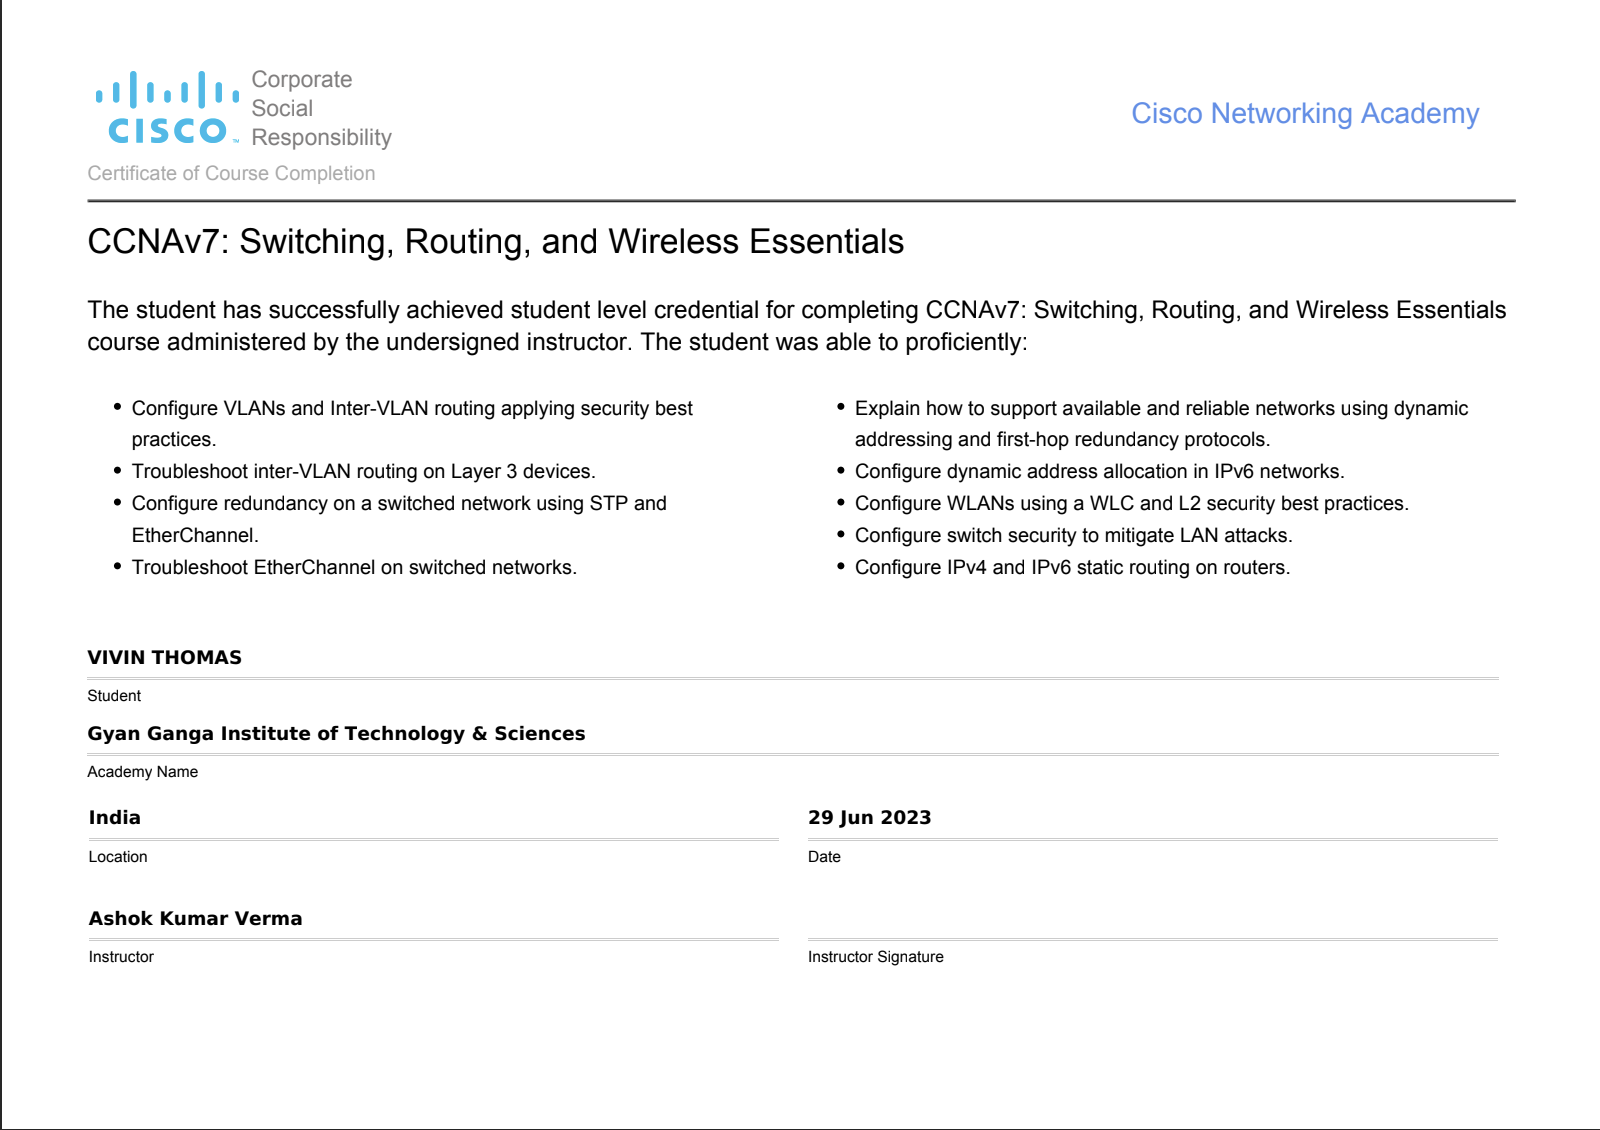 Corporate
Social
Responsibility
CISCO™
Cisco Networking Academy
Certificate of Course Completion
CCNAv7: Switching, Routing, and Wireless Essentials
The student has successfully achieved student level credential for completing CCNAv7: Switching, Routing, and Wireless Essentials
course administered by the undersigned instructor. The student was able to proficiently:
• Configure VLANs and Inter-VLAN routing applying security best
practices.
• Troubleshoot inter-VLAN routing on Layer 3 devices.
• Configure redundancy on a switched network using STP and
EtherChannel.
• Troubleshoot EtherChannel on switched networks.
• Explain how to support available and reliable networks using dynamic
addressing and first-hop redundancy protocols.
• Configure dynamic address allocation in IPv6 networks.
• Configure WLANs using a WLC and L2 security best practices.
• Configure switch security to mitigate LAN attacks.
• Configure IPv4 and IPv6 static routing on routers.
VIVIN THOMAS
Student
Gyan Ganga Institute of Technology & Sciences
Academy Name
India
Location
29 Jun 2023
Date
Ashok Kumar Verma
Instructor
Instructor Signature